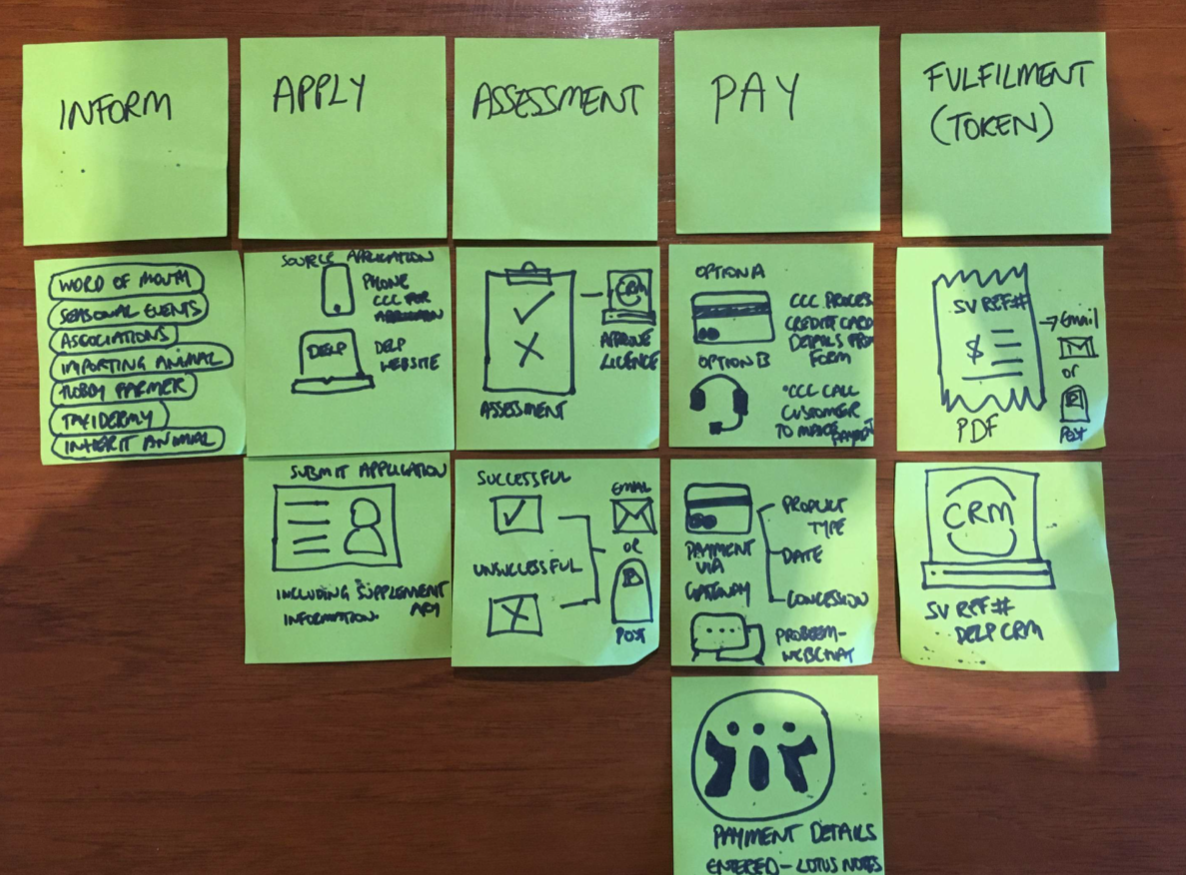 INFORM
APPLY
ASSESSMENT
PAY
FULFILMENT
(TOKEN)
WORD OF MOUTH
SEASONAL EVENTS
ASSOCIATIONS
IMPORTING ANIMAL
HOBBY FARMER
TAXIDERMY
INHERIT ANIMAL
SOURCE APPLICATION
PHONE
CCC FOR
DELP
DELP
WEBSITE
ASSESSMENT
CRM
APPROVE
LICENCE
OPTION A
CCC PROCESS
CREDIT CARD
DETAILS FROM
FORM
OPTION B
*CCC CALL
CUSTOMER
TO MAKE PAYMENT
SV REF#
$
PDF
Email
or
POST
SUBMIT APPLICATION
INCLUDING SUPPLEMENT
INFORMATION.
SUCCESSFUL
UNSUCCESSFUL
EMAIL
OR
POST
PAYMENT
VIA
GATEWAY
PRODUCT
TYPE
DATE
CONCESSION
PROBLEM-
WEBCHAT
CRM
SV REF#
DELP CRM
PAYMENT DETAILS
ENTERED - LOTUS NOTES